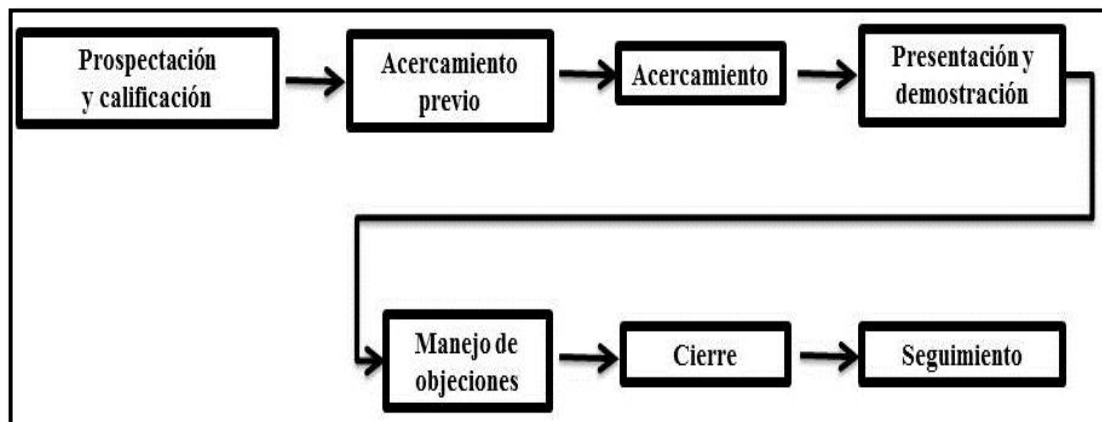 Prospectación
y calificación
Acercamiento
previo
Acercamiento
Presentación y
demostración
Manejo de
objeciones
Cierre
Seguimiento